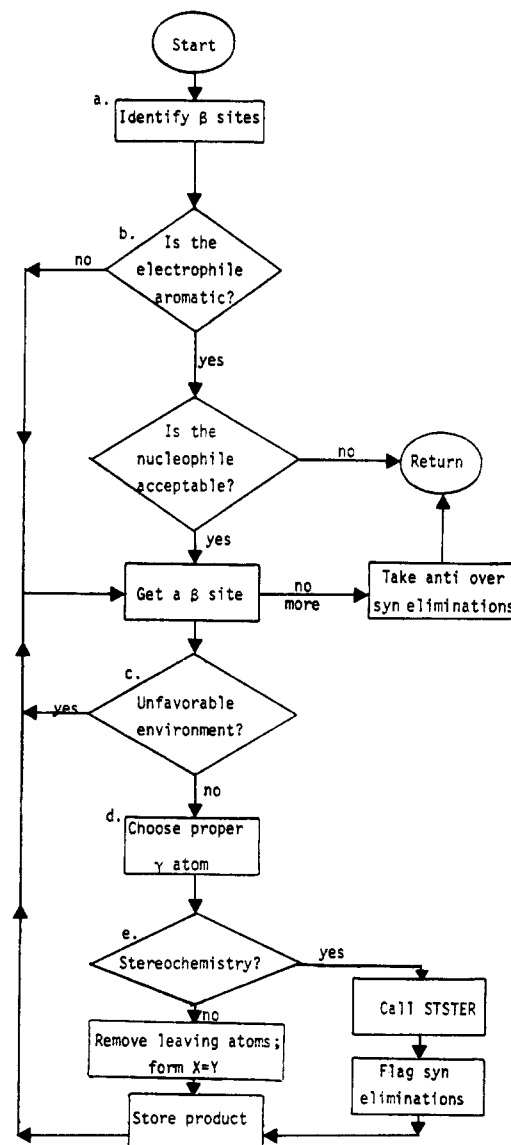 Start
a.
Identify β sites
b.
Is the
electrophile
aromatic?
no
yes
Is the
nucleophile
acceptable?
no
Return
yes
Get a β site
no
more
Take anti over
syn eliminations
c.
Unfavorable
environment?
yes
no
d.
Choose proper
γ atom
e.
Stereochemistry?
yes
no
Call STSTER
Remove leaving atoms;
form X=Y
Flag syn
eliminations
Store product